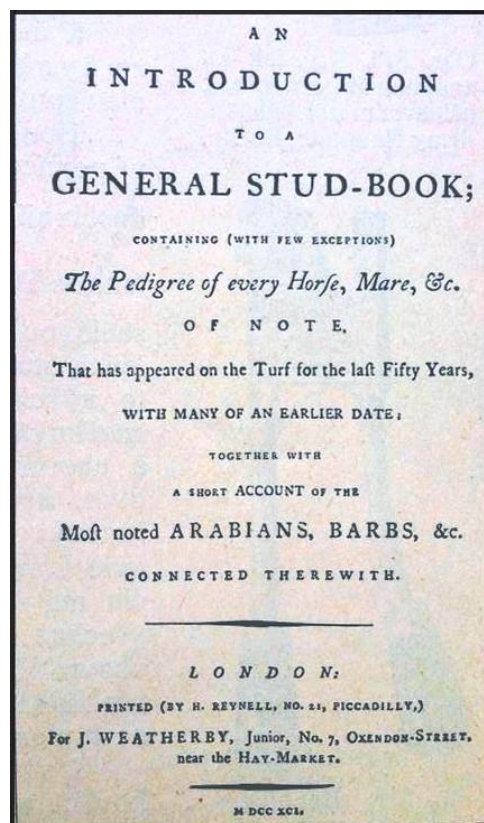 AN
INTRODUCTION
TO A
GENERAL STUD-BOOK;
CONTAINING (WITH FEW EXCEPTIONS)
The Pedigree of every Horſe, Mare, &c.
OF NOTE,
That has appeared on the Turf for the laſt Fifty Years,
WITH MANY OF AN EARLIER DATE;
TOGETHER WITH
A SHORT ACCOUNT OF THE
Moſt noted ARABIANS, BARBS, &c.
CONNECTED THEREWITH.
LONDON:
PRINTED (BY H. REYNELL, NO. 21, PICCADILLY,)
For J. WEATHERBY, Junior, No. 7, OXENDON-STREET,
near the HAY-MARKET.
M DCC XCI.